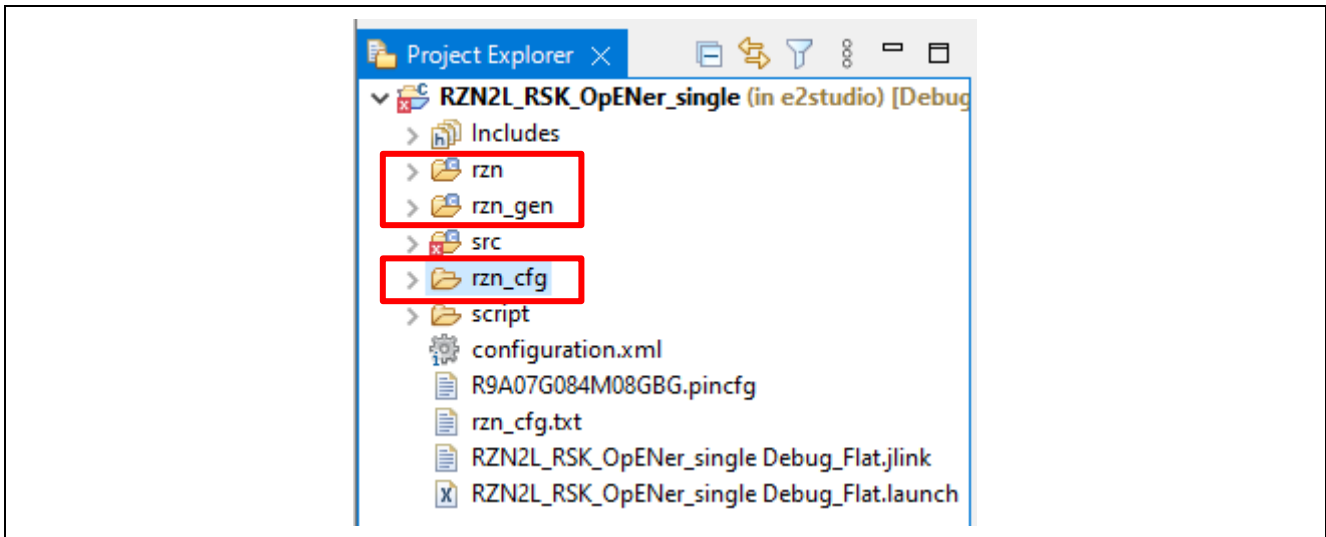 Project Explorer
RZN2L_RSK_OpENer_single (in e2studio) [Debug
Includes
rzn
rzn_gen
src
rzn_cfg
script
configuration.xml
R9A07G084M08GBG.pincfg
rzn_cfg.txt
RZN2L_RSK_OpENer_single Debug_Flat.jlink
RZN2L_RSK_OpENer_single Debug_Flat.launch